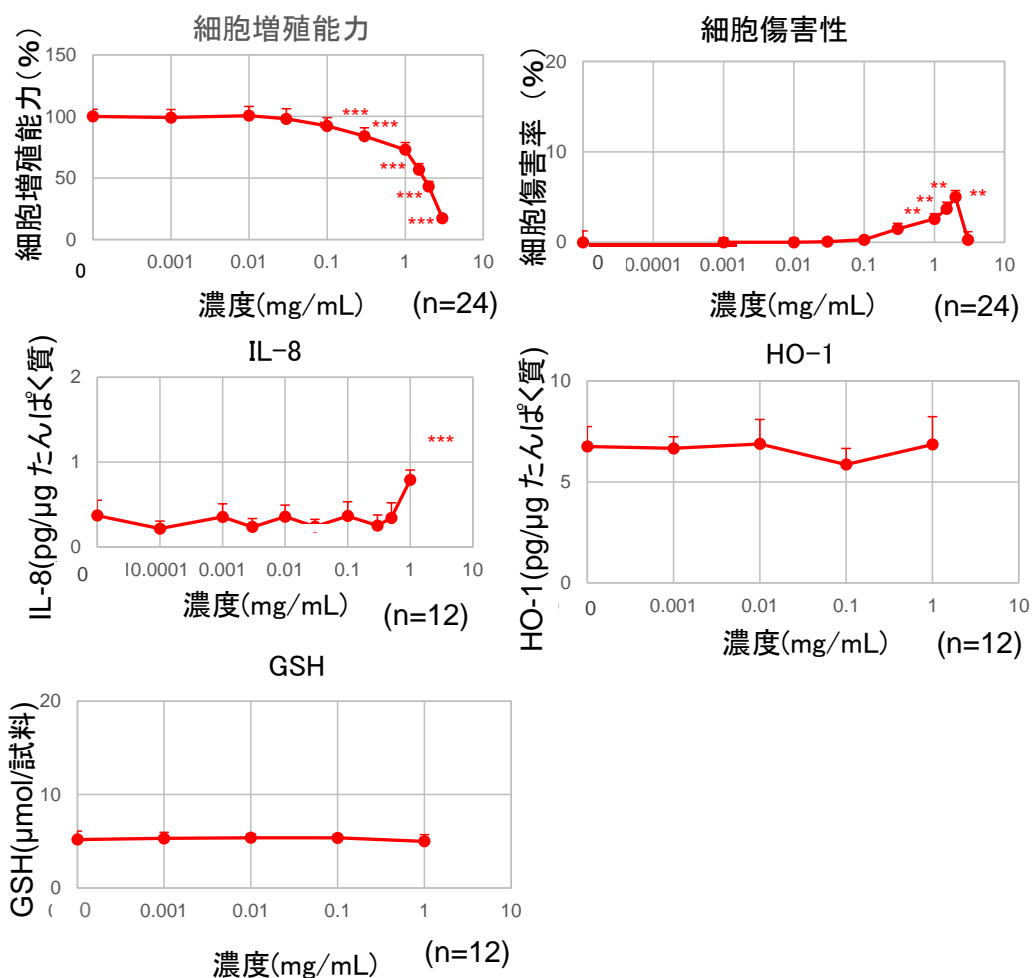 細胞増殖能力
細胞増殖能力(%)
150
100
50
0
***
***
***
***
***
0
0.001
0.01
0.1
1
10
濃度(mg/mL)
(n=24)
細胞傷害性
細胞傷害率 (%)
20
10
0
**
**
**
**
0
0.0001
0.001
0.01
0.1
1
10
濃度(mg/mL)
(n=24)
IL-8
IL-8(pg/μg たんぱく質)
2
1
0
***
0
0.0001
0.001
0.01
0.1
1
10
濃度(mg/mL)
(n=12)
HO-1
HO-1(pg/μg たんぱく質)
10
5
0
0
0.001
0.01
0.1
1
10
濃度(mg/mL)
(n=12)
GSH
GSH(μmol/試料)
20
10
0
0
0.001
0.01
0.1
1
10
濃度(mg/mL)
(n=12)